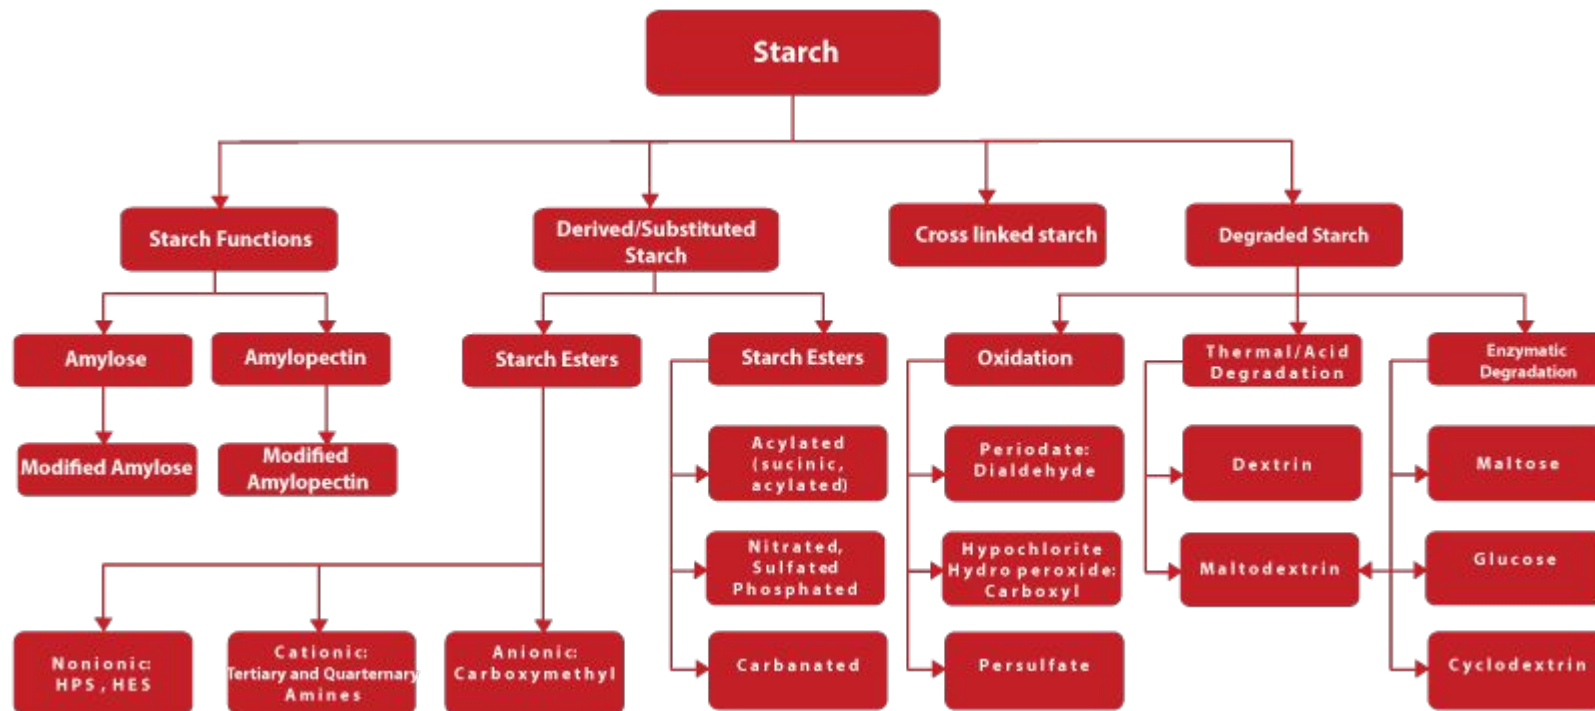 Starch
Starch Functions
Derived/Substituted
Starch
Cross linked starch
Degraded Starch
Amylose
Amylopectin
Starch Esters
Starch Esters
Oxidation
Thermal/Acid
Degradation
Enzymatic
Degradation
Modified Amylose
Modified
Amylopectin
Acylated
(sucinic,
acylated)
Periodate:
Dialdehyde
Dextrin
Maltose
Nitrated,
Sulfated
Phosphated
Hypochlorite
Hydro peroxide:
Carboxyl
Maltodextrin
Glucose
Nonionic:
HPS , HES
Cationic:
Tertiary and Quarternary
Amines
Anionic:
Carboxymethyl
Carbanated
Persulfate
Cyclodextrin